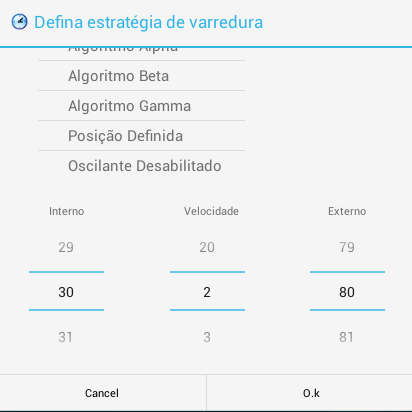 Defina estratégia de varredura
Algoritmo Alpha
Algoritmo Beta
Algoritmo Gamma
Posição Definida
Oscilante Desabilitado
Interno Velocidade Externo
29 20 79
30 2 80
31 3 81
Cancel O.k